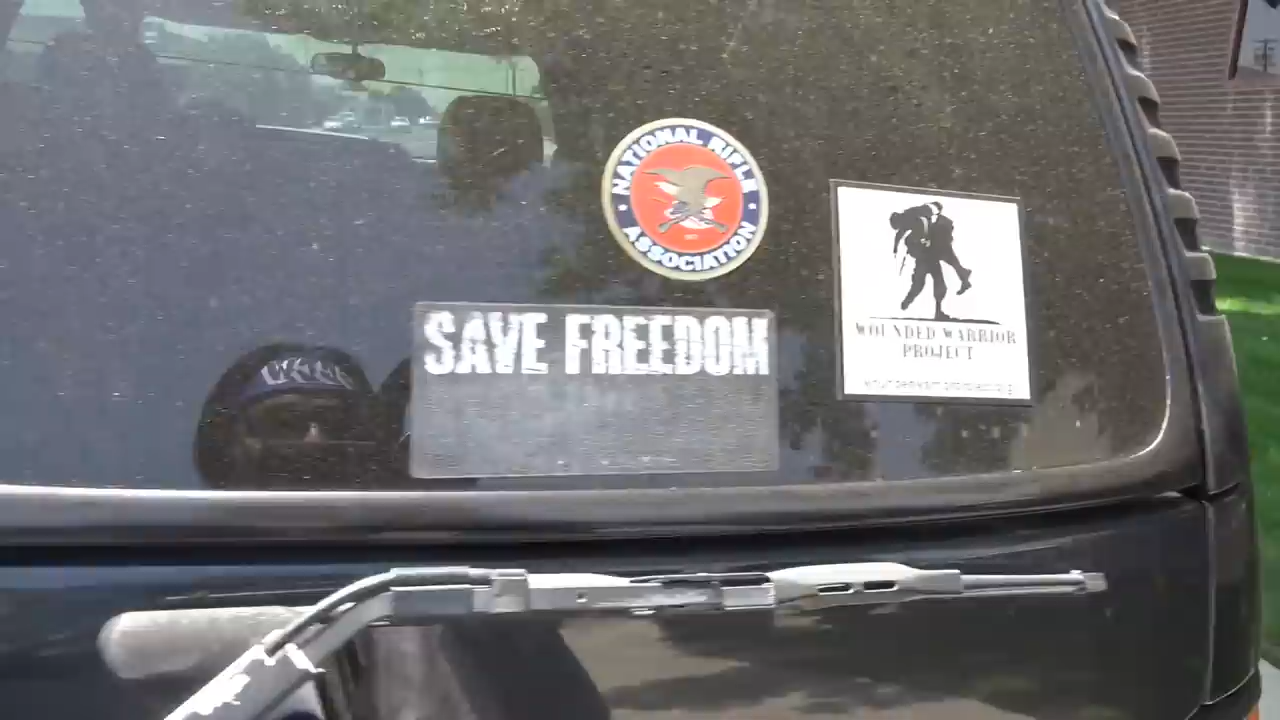 NATIONAL RIFLE
ASSOCIATION
SAVE FREEDOM
WOUNDED WARRIOR
PROJECT